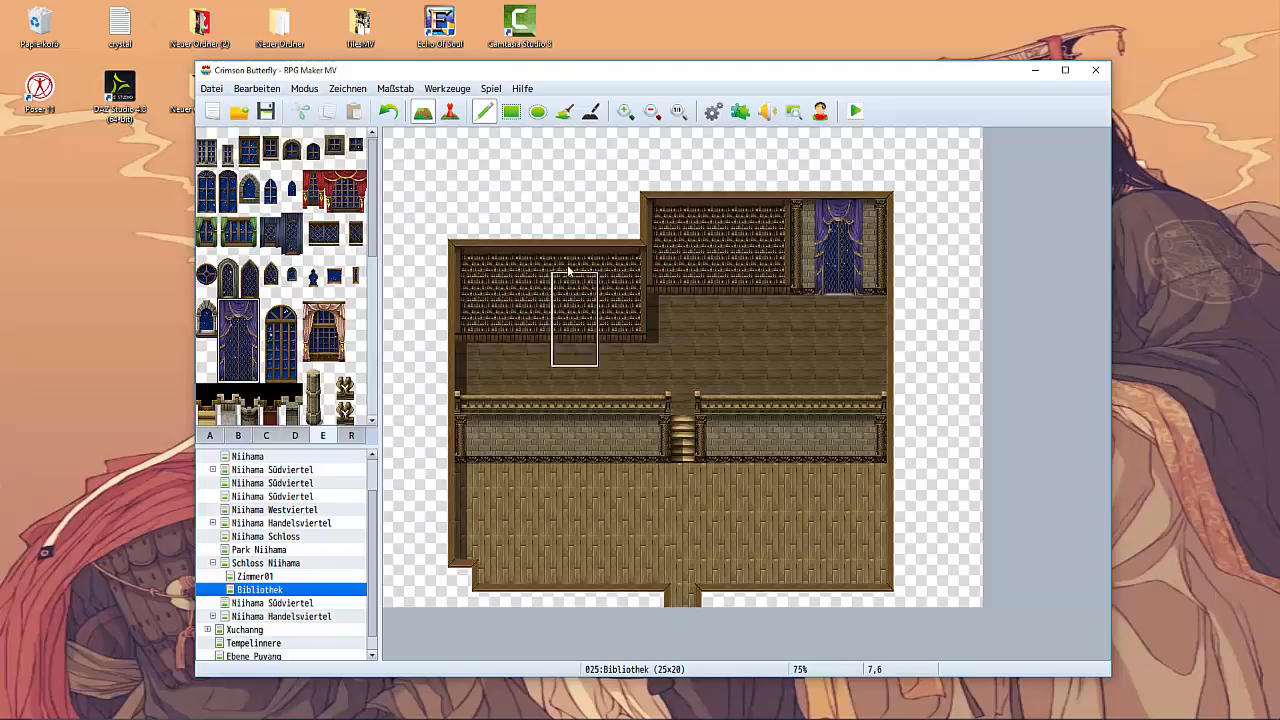 Papierkorb
crystal
Neuer Ordner (2)
Neuer Ordner
Tiles MV
Echo Of Soul
Camtasia Studio 8
Poser 11
DAZ Studio 4.8
(64-bit)
Neuer
Crimson Butterfly - RPG Maker MV
Datei Bearbeiten Modus Zeichnen Maßstab Werkzeuge Spiel Hilfe
A B C D E R
Niihama
Niihama Südviertel
Niihama Südviertel
Niihama Südviertel
Niihama Westviertel
Niihama Handelsviertel
Niihama Schloss
Park Niihama
Schloss Niihama
Zimmer01
Bibliothek
Niihama Südviertel
Niihama Handelsviertel
Xuchanng
Tempelinnere
Ebene Puyang
025:Bibliothek (25x20) 75% 7,6